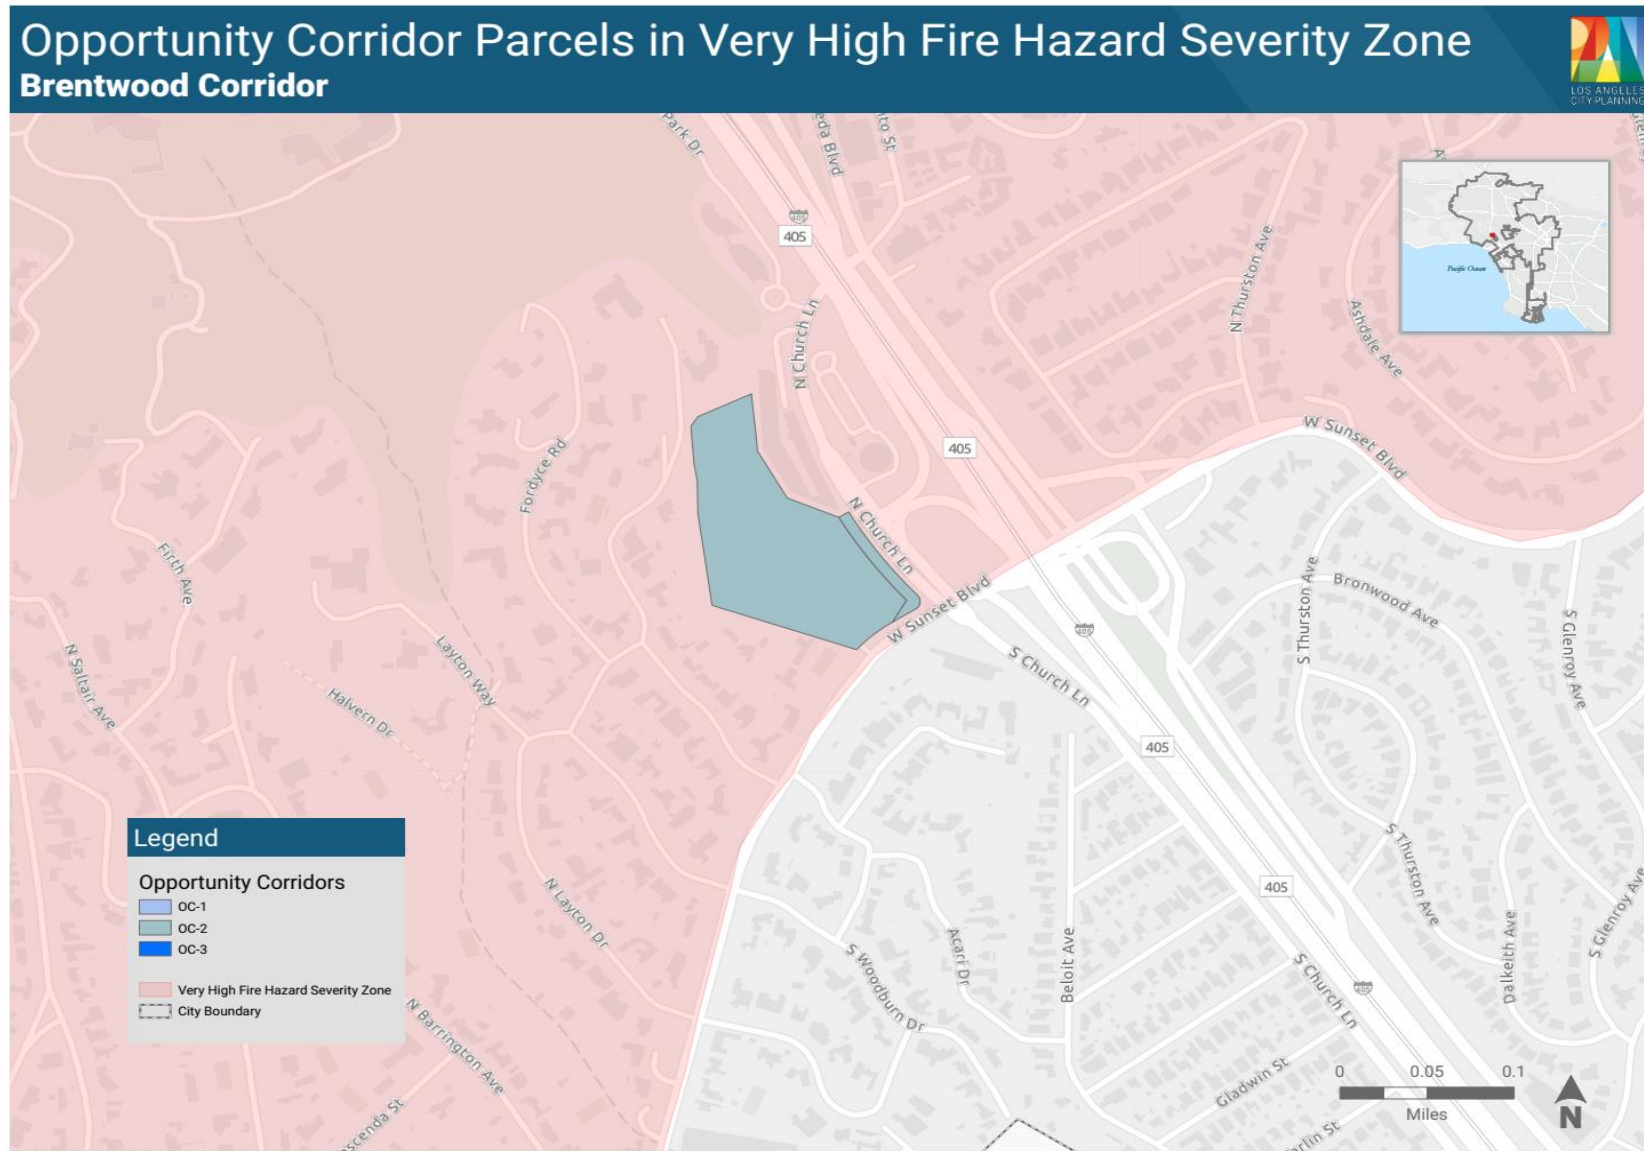 Opportunity Corridor Parcels in Very High Fire Hazard Severity Zone
Brentwood Corridor
LOS ANGELES
CITY PLANNING
Park Dr
405
405
N Church Ln
N Thurston Ave
Ashdale Ave
Pacific Ocean
W Sunset Blvd
405
Fordyce Rd
N Church Ln
Firth Ave
W Sunset Blvd
405
S Thurston Ave
Bronwood Ave
S Glenroy Ave
N Saltair Ave
Layton Way
Halvern Dr
S Church Ln
405
Legend
Opportunity Corridors
OC-1
OC-2
OC-3
Very High Fire Hazard Severity Zone
City Boundary
N Layton Dr
N Barrington Ave
S Woodburn Dr
Acari Dr
Beloit Ave
405
S Thurston Ave
Dalkeith Ave
S Glenroy Ave
S Church Ln
405
Gladwin St
0 0.05 0.1
Miles
N